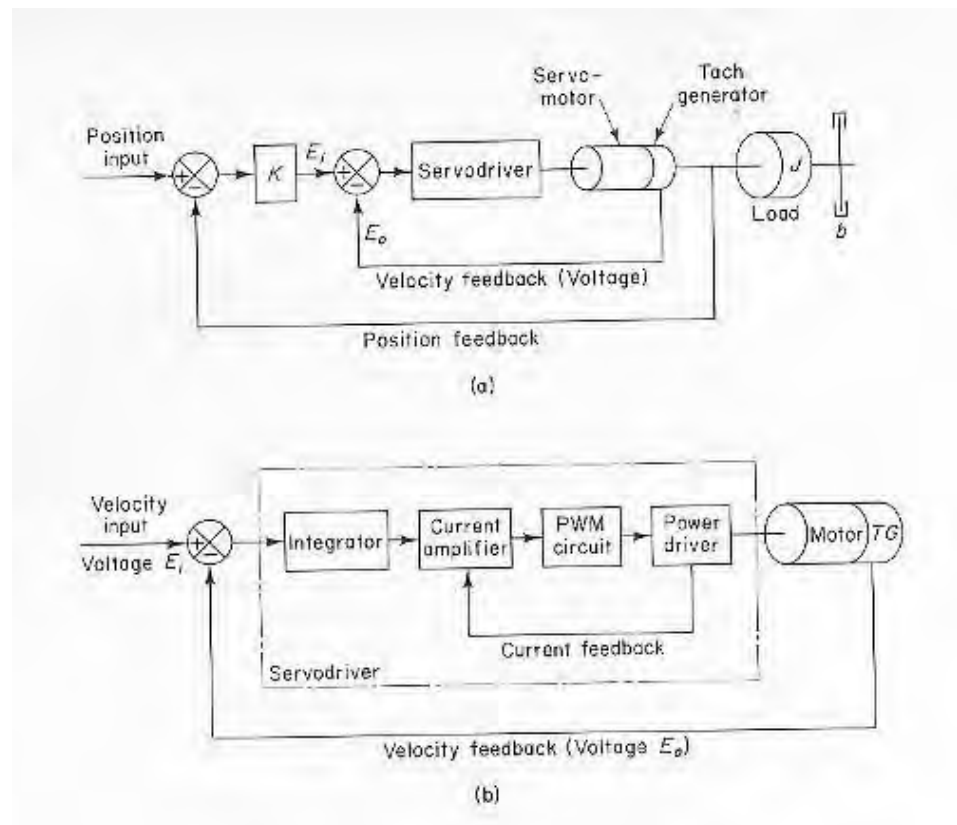 Servo-
motor
Tach
generator
Position
input
+
−
K
E_i
+
−
Servodriver
J
Load
b
E_o
Velocity feedback (Voltage)
Position feedback
(a)
Velocity
input
Voltage E_i
+
−
Integrator
Current
amplifier
PWM
circuit
Power
driver
Motor
TG
Current feedback
Servodriver
Velocity feedback (Voltage E_o)
(b)